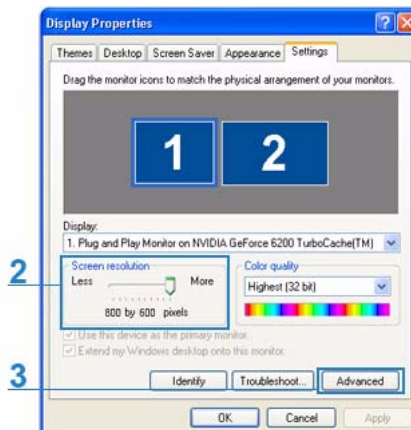 Display Properties
Themes Desktop Screen Saver Appearance Settings
Drag the monitor icons to match the physical arrangement of your monitors.
1 2
Display:
1. Plug and Play Monitor on NVIDIA GeForce 6200 TurboCache(TM)
2
Screen resolution
Less More
800 by 600 pixels
Color quality
Highest (32 bit)
Use this device as the primary monitor.
Extend my Windows desktop onto this monitor.
3
Identify Troubleshoot... Advanced
OK Cancel Apply